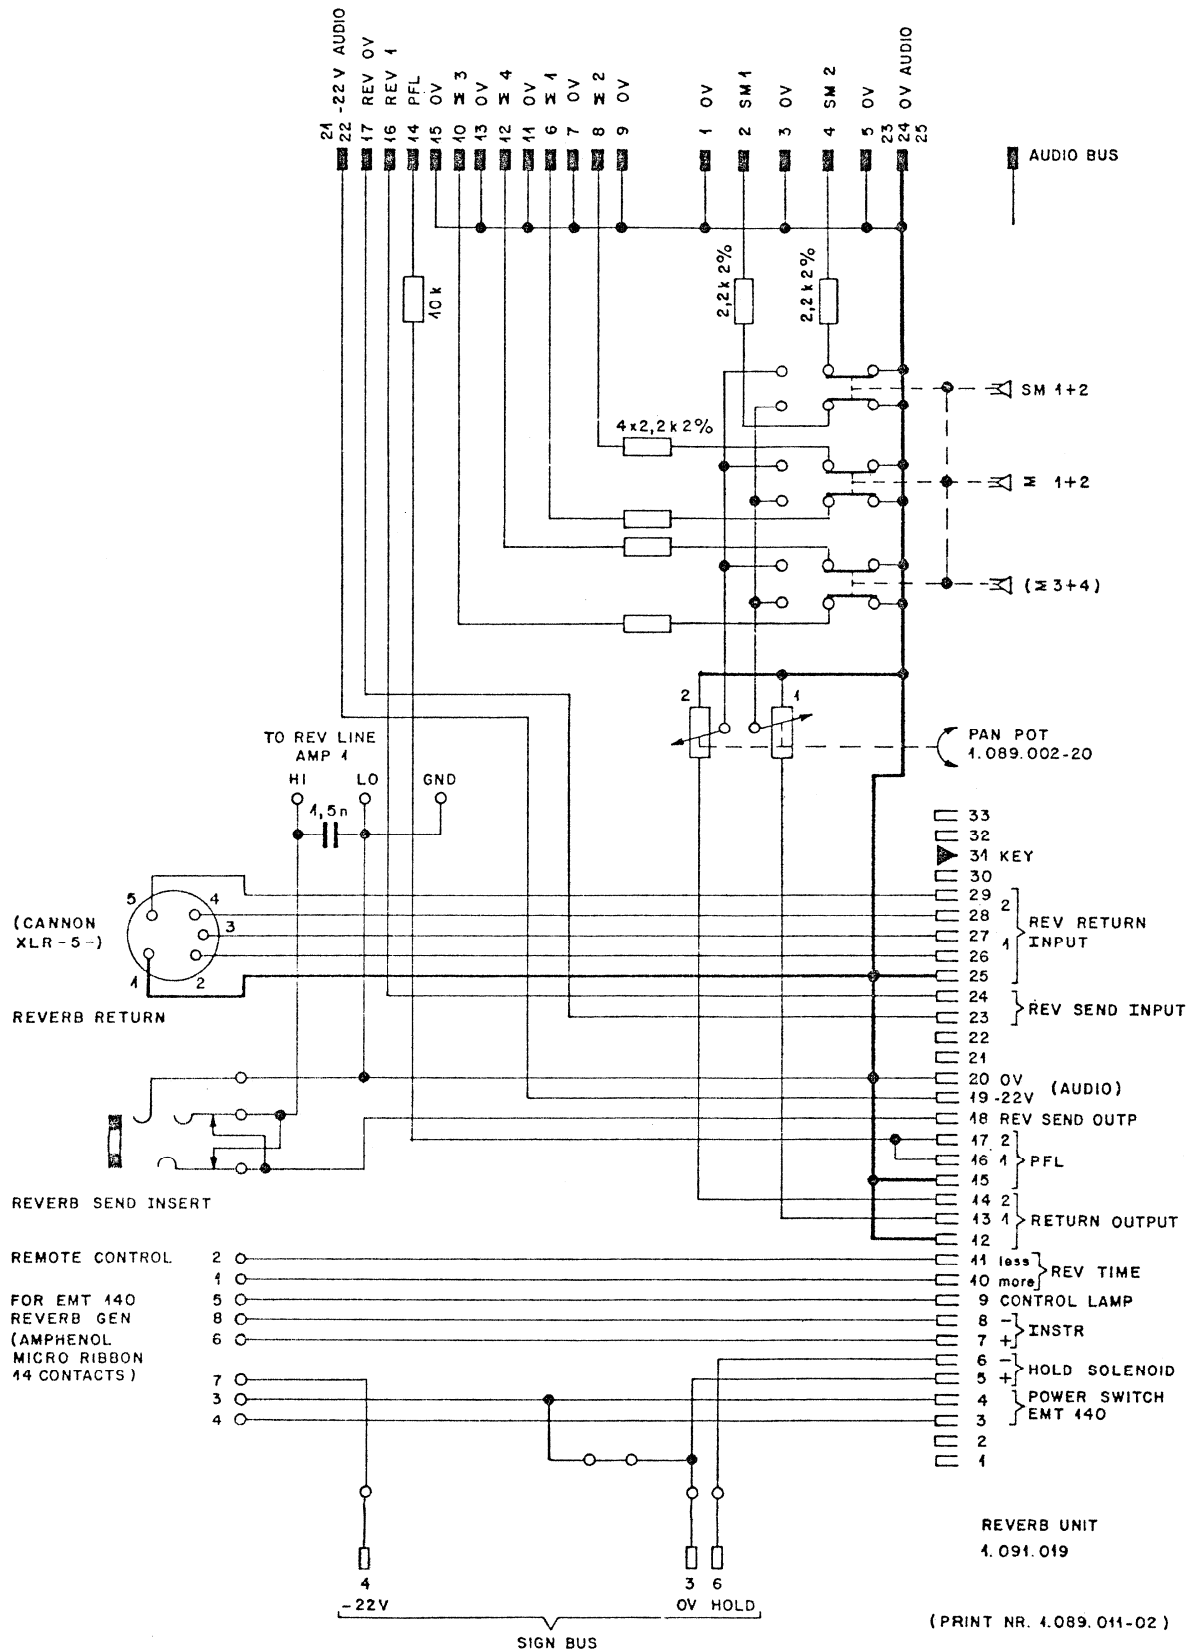 21
22 -22V AUDIO
17 REV 0V
16 REV 1
14 PFL
15 0V
10 Σ 3
13 0V
12 Σ 4
11 0V
6 Σ 1
7 0V
8 Σ 2
9 0V
1 0V
2 SM 1
3 0V
4 SM 2
5 0V
23
24 0V AUDIO
25
AUDIO BUS
10k
2,2k 2%
2,2k 2%
4x2,2k 2%
SM 1+2
Σ 1+2
(Σ 3+4)
2
1
PAN POT
1.089.002-20
TO REV LINE
AMP 1
HI
LO
GND
1,5n
33
32
31 KEY
30
29
28
27
26
25
2
1
REV RETURN
INPUT
24
23
REV SEND INPUT
22
21
20 0V
19 -22V
(AUDIO)
18 REV SEND OUTP
17 2
16 1
15
PFL
14 2
13 1
12
RETURN OUTPUT
11 less
10 more
REV TIME
9 CONTROL LAMP
8 -
7 +
INSTR
6 -
5 +
HOLD SOLENOID
4
3
POWER SWITCH
EMT 140
2
1
(CANNON
XLR-5-)
5
4
3
1
2
REVERB RETURN
REVERB SEND INSERT
REMOTE CONTROL
FOR EMT 140
REVERB GEN
(AMPHENOL
MICRO RIBBON
14 CONTACTS)
2
1
5
8
6
7
3
4
4
-22V
3
0V
6
HOLD
SIGN BUS
REVERB UNIT
1.091.019
(PRINT NR. 1.089.011-02)